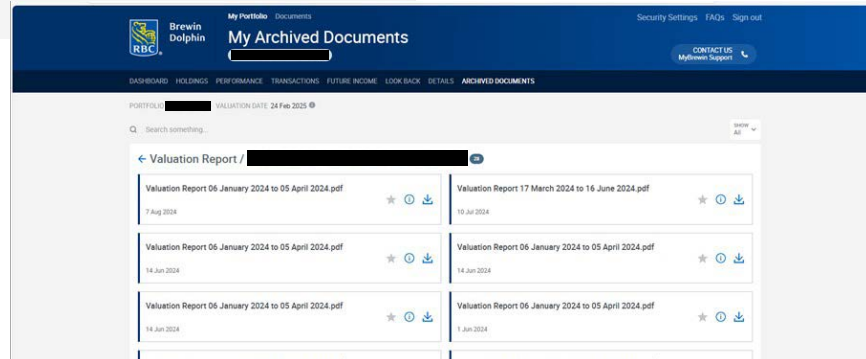 My Portfolio Documents
Security Settings FAQs Sign out
RBC
Brewin
Dolphin
My Archived Documents
CONTACT US
MyBrewin Support
DASHBOARD HOLDINGS PERFORMANCE TRANSACTIONS FUTURE INCOME LOOK BACK DETAILS ARCHIVED DOCUMENTS
PORTFOLIO VALUATION DATE 24 Feb 2025
Search something...
SHOW
All
Valuation Report / 28
Valuation Report 06 January 2024 to 05 April 2024.pdf
7 Aug 2024
Valuation Report 17 March 2024 to 16 June 2024.pdf
10 Jul 2024
Valuation Report 06 January 2024 to 05 April 2024.pdf
14 Jun 2024
Valuation Report 06 January 2024 to 05 April 2024.pdf
14 Jun 2024
Valuation Report 06 January 2024 to 05 April 2024.pdf
14 Jun 2024
Valuation Report 06 January 2024 to 05 April 2024.pdf
1 Jun 2024